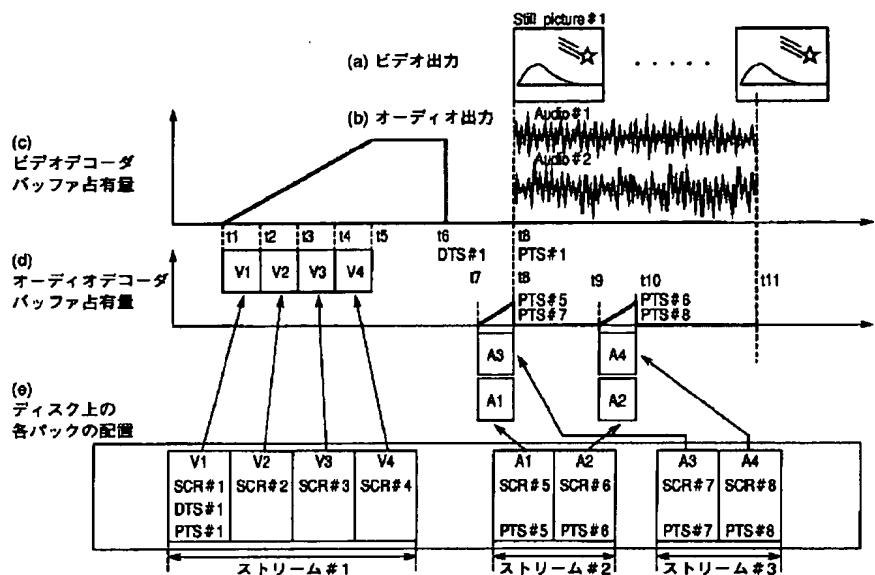 Still picture#1
(a) ビデオ出力
(b) オーディオ出力
Audio#1
Audio#2
(c)
ビデオデコーダ
バッファ占有量
t1 t2 t3 t4 t5 t6 t8
DTS#1 PTS#1
(d)
オーディオデコーダ
バッファ占有量
V1 V2 V3 V4
t7 t8 t9 t10 t11
PTS#5 PTS#6
PTS#7 PTS#8
A3 A4
A1 A2
(e)
ディスク上の
各パックの配置
V1 V2 V3 V4 A1 A2 A3 A4
SCR#1 SCR#2 SCR#3 SCR#4 SCR#5 SCR#6 SCR#7 SCR#8
DTS#1
PTS#1 PTS#5 PTS#6 PTS#7 PTS#8
ストリーム#1 ストリーム#2 ストリーム#3